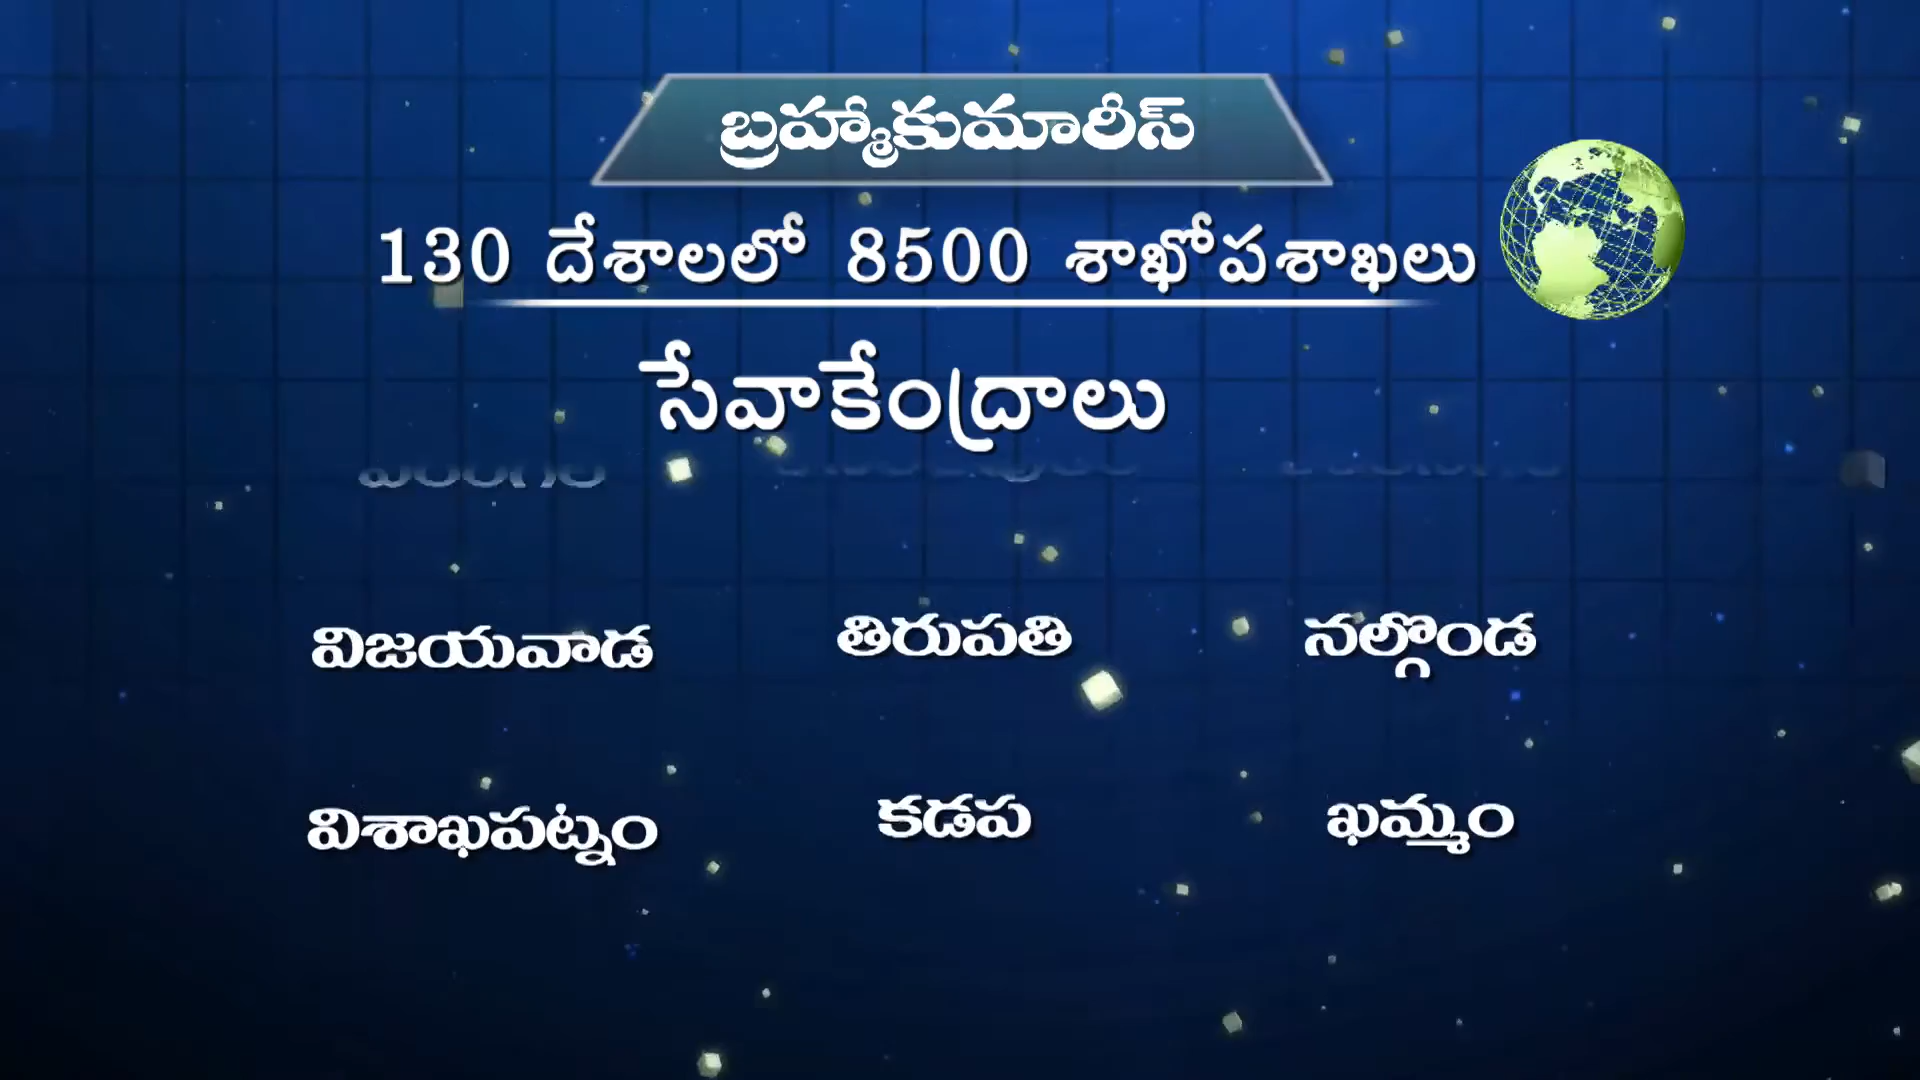 బ్రహ్మాకుమారీస్
130 దేశాలలో 8500 శాఖోపశాఖలు
సేవాకేంద్రాలు
విజయవాడ తిరుపతి నల్గొండ
విశాఖపట్నం కడప ఖమ్మం